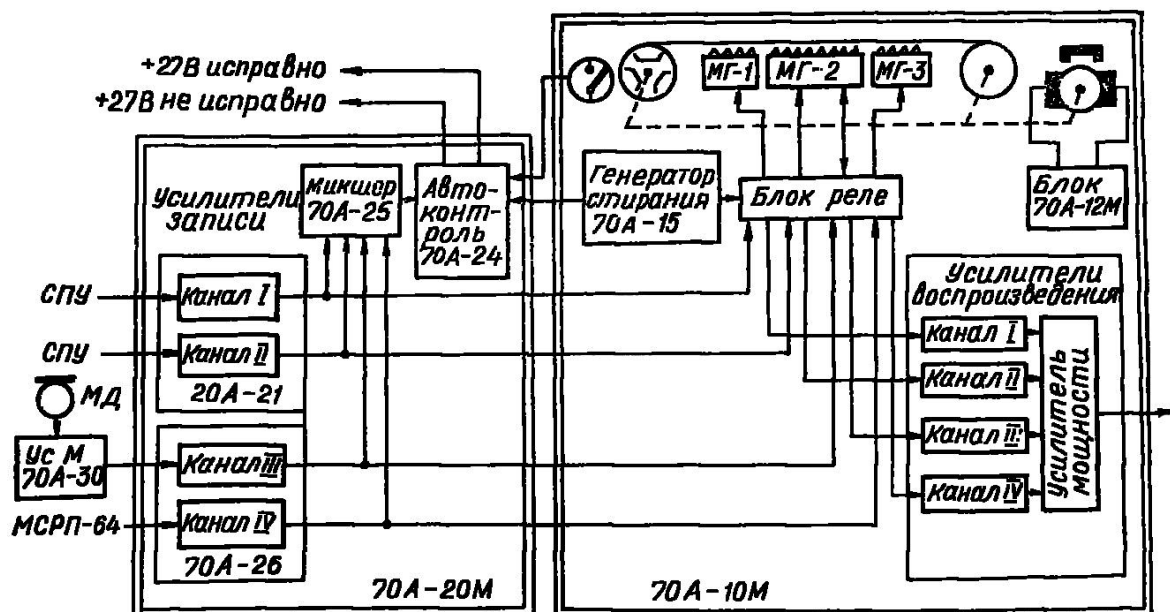 +27В исправно
+27В не исправно
Усилители
записи
Микшер
70А-25
Авто-
конт-
роль
70А-24
СПУ
Канал I
СПУ
Канал II
20А-21
МД
Ус М
70А-30
Канал III
МСРП-64
Канал IV
70А-26
70А-20М
МГ-1
МГ-2
МГ-3
Генератор
стирания
70А-15
Блок реле
Блок
70А-12М
Усилители
воспроизведения
Канал I
Канал II
Канал III
Канал IV
Усилитель
мощности
70А-10М